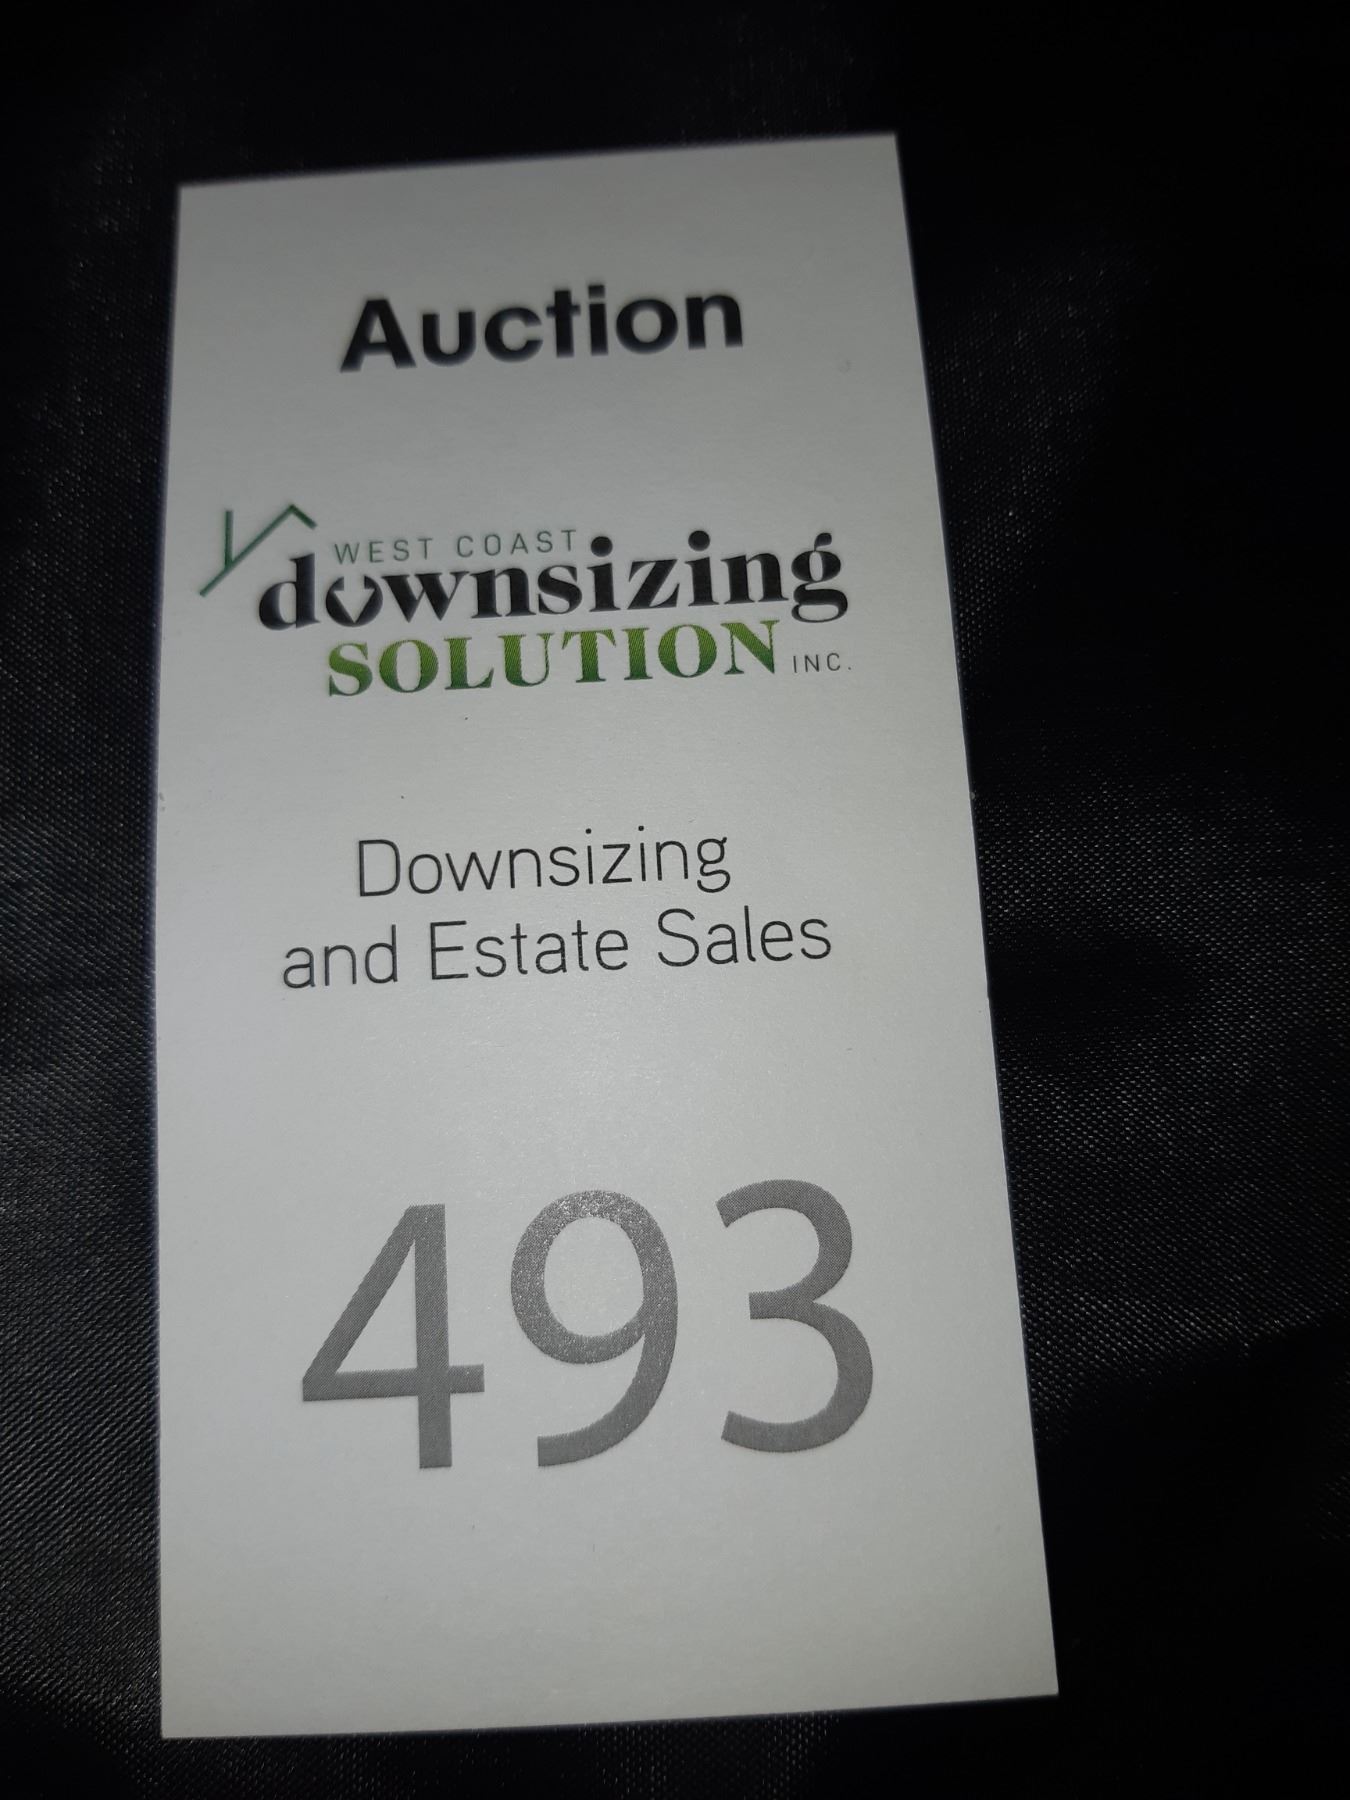 Auction
WEST COAST
downsizing
SOLUTION INC.
Downsizing
and Estate Sales
493